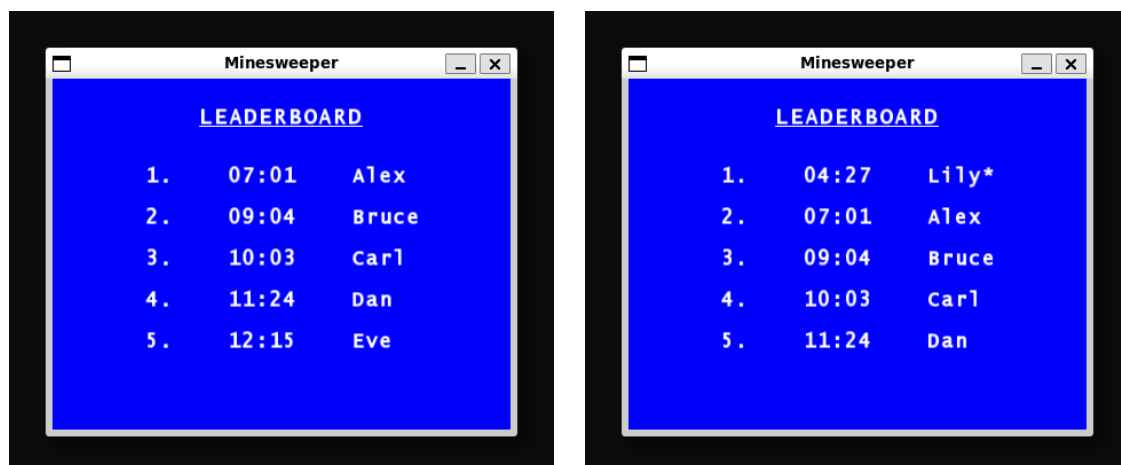 Minesweeper
LEADERBOARD
1. 07:01 Alex
2. 09:04 Bruce
3. 10:03 Carl
4. 11:24 Dan
5. 12:15 Eve
Minesweeper
LEADERBOARD
1. 04:27 Lily*
2. 07:01 Alex
3. 09:04 Bruce
4. 10:03 Carl
5. 11:24 Dan